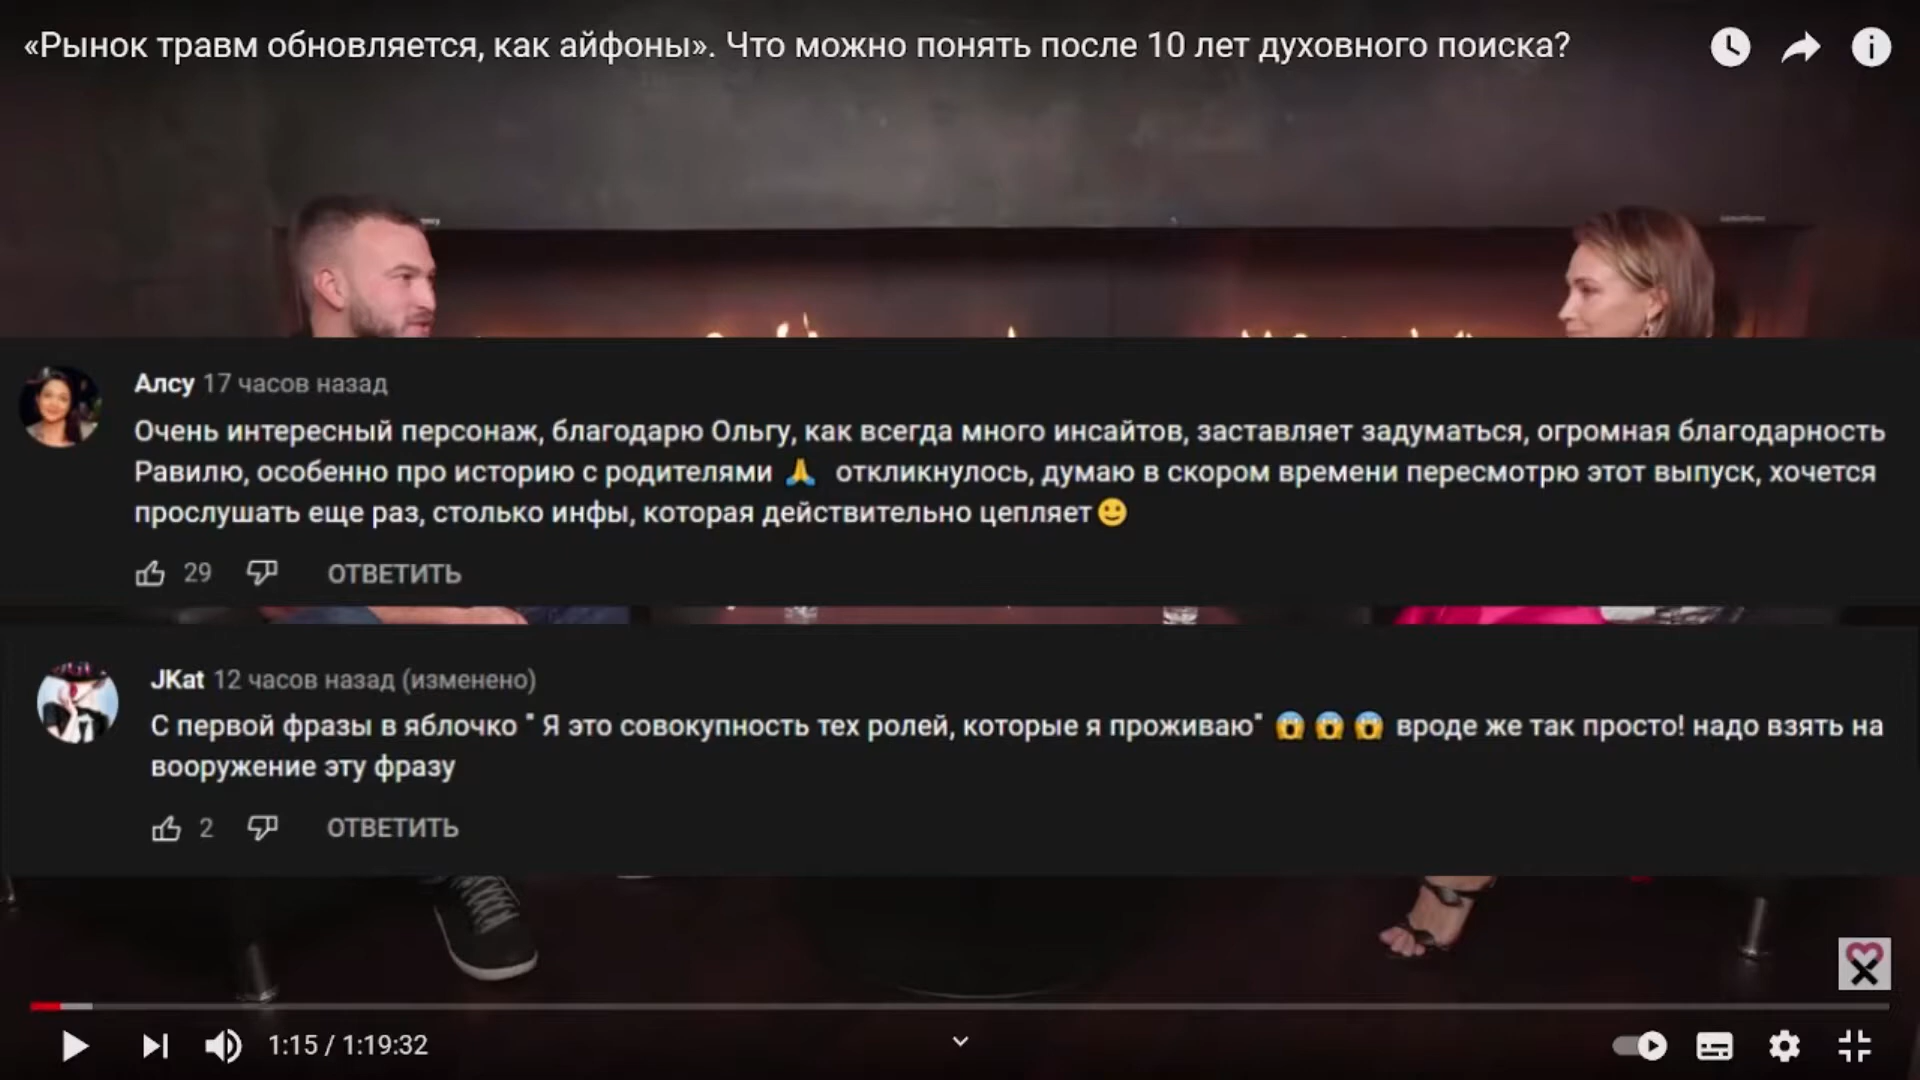 «Рынок травм обновляется, как айфоны». Что можно понять после 10 лет духовного поиска?
Алсу 17 часов назад
Очень интересный персонаж, благодарю Ольгу, как всегда много инсайтов, заставляет задуматься, огромная благодарность
Равилю, особенно про историю с родителями 🙏 откликнулось, думаю в скором времени пересмотрю этот выпуск, хочется
прослушать еще раз, столько инфы, которая действительно цепляет🙂
29 ОТВЕТИТЬ
JKat 12 часов назад (изменено)
С первой фразы в яблочко " Я это совокупность тех ролей, которые я проживаю" 😱 😱 😱 вроде же так просто! надо взять на
вооружение эту фразу
2 ОТВЕТИТЬ
1:15 / 1:19:32